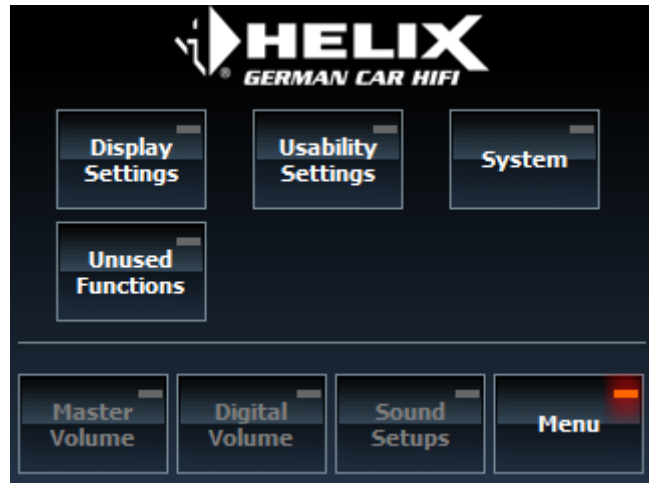 HELIX
®
GERMAN CAR HIFI
Display
Settings
Usability
Settings
System
Unused
Functions
Master
Volume
Digital
Volume
Sound
Setups
Menu